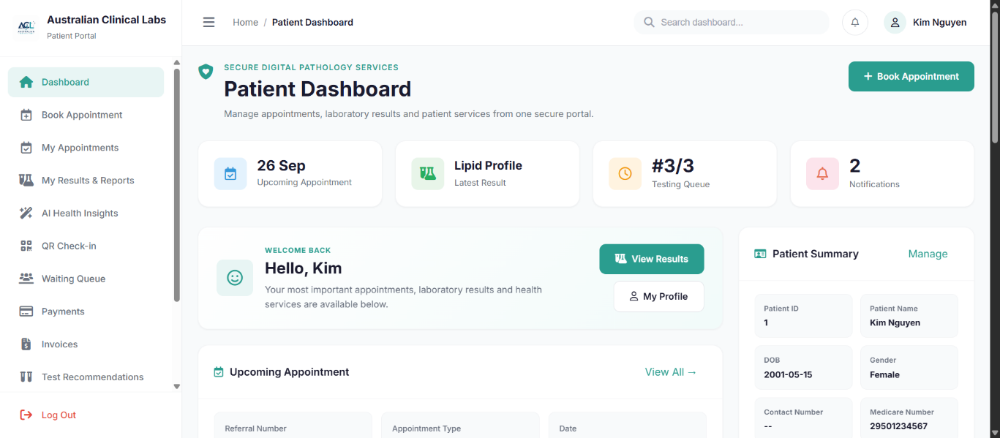 ACL
Australian Clinical Labs
Patient Portal
Dashboard
Book Appointment
My Appointments
My Results & Reports
AI Health Insights
QR Check-in
Waiting Queue
Payments
Invoices
Test Recommendations
Log Out
Home / Patient Dashboard
Search dashboard...
Kim Nguyen
SECURE DIGITAL PATHOLOGY SERVICES
Patient Dashboard
Manage appointments, laboratory results and patient services from one secure portal.
+ Book Appointment
26 Sep
Upcoming Appointment
Lipid Profile
Latest Result
#3/3
Testing Queue
2
Notifications
WELCOME BACK
Hello, Kim
Your most important appointments, laboratory results and health
services are available below.
View Results
My Profile
Upcoming Appointment
View All →
Referral Number
Appointment Type
Date
Patient Summary
Manage
Patient ID
1
Patient Name
Kim Nguyen
DOB
2001-05-15
Gender
Female
Contact Number
--
Medicare Number
29501234567